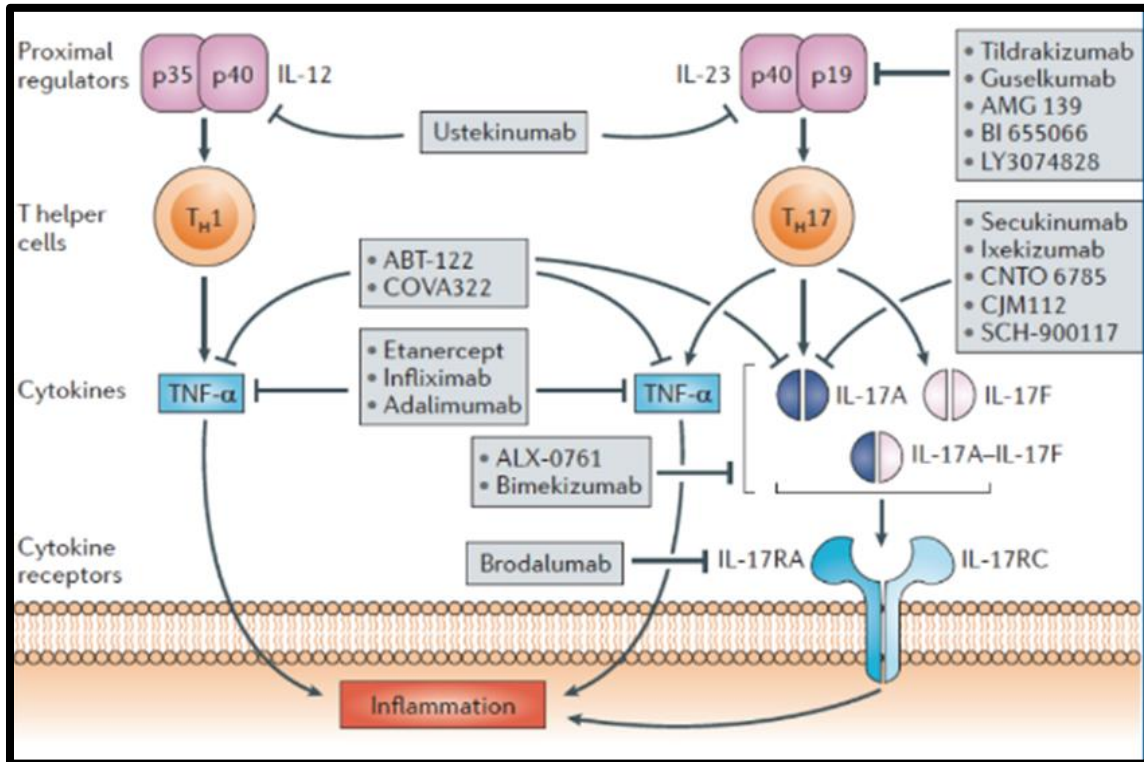 Proximal
regulators
p35 p40 IL-12
IL-23 p40 p19
• Tildrakizumab
• Guselkumab
• AMG 139
• BI 655066
• LY3074828
Ustekinumab
T helper
cells
TH1
TH17
• Secukinumab
• Ixekizumab
• CNTO 6785
• CJM112
• SCH-900117
• ABT-122
• COVA322
• Etanercept
• Infliximab
• Adalimumab
Cytokines
TNF-α
TNF-α
IL-17A
IL-17F
IL-17A–IL-17F
• ALX-0761
• Bimekizumab
Cytokine
receptors
Brodalumab
IL-17RA
IL-17RC
Inflammation